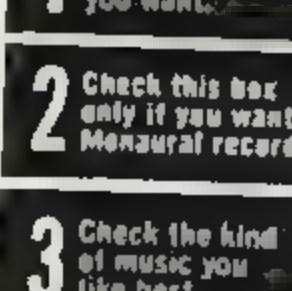 you want.
2 Check this box
only if you want
Monaural record
3 Check the kind
of music you
like best